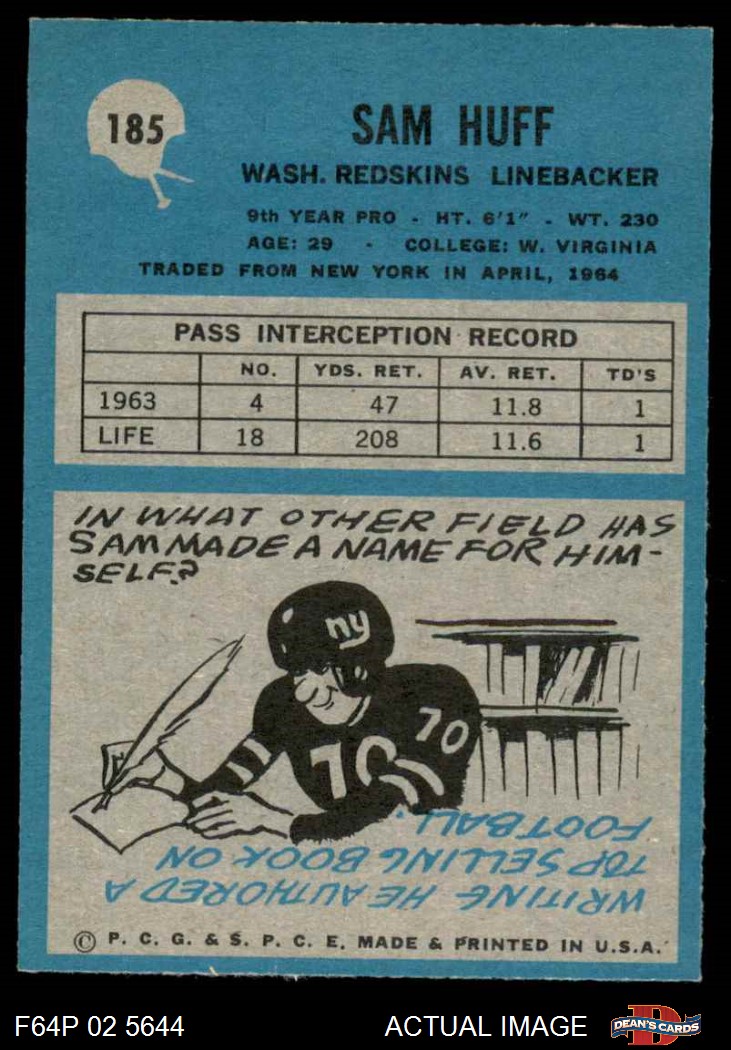 185
SAM HUFF
WASH. REDSKINS LINEBACKER
9th YEAR PRO - HT. 6'1" - WT. 230
AGE: 29 - COLLEGE: W. VIRGINIA
TRADED FROM NEW YORK IN APRIL, 1964
PASS INTERCEPTION RECORD
NO. YDS. RET. AV. RET. TD'S
1963 4 47 11.8 1
LIFE 18 208 11.6 1
IN WHAT OTHER FIELD HAS
SAM MADE A NAME FOR HIM-
SELF?
ny
70
70
WRITING - HE AUTHORED A
TOP SELLING BOOK ON
FOOTBALL.
© P. C. G. & S. P. C. E. MADE & PRINTED IN U.S.A.
F64P 02 5644 ACTUAL IMAGE
D
DEAN'S CARDS